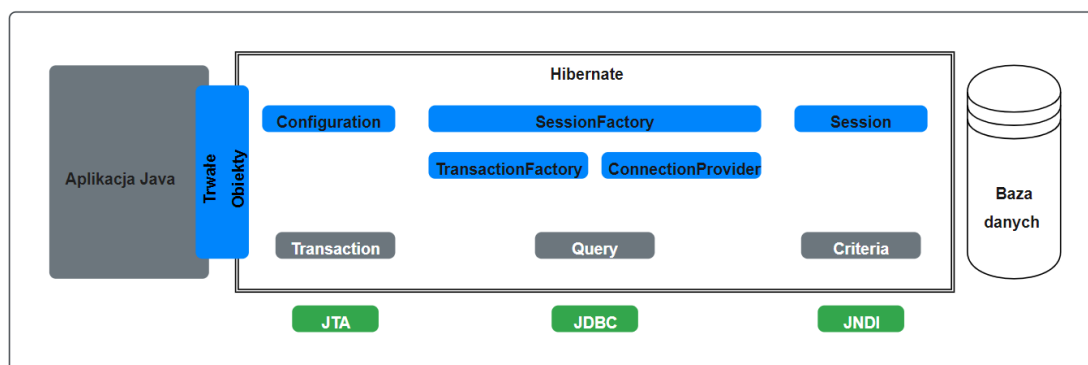 Hibernate
Aplikacja Java
Trwałe
Obiekty
Configuration
SessionFactory
Session
TransactionFactory
ConnectionProvider
Transaction
Query
Criteria
Baza
danych
JTA
JDBC
JNDI